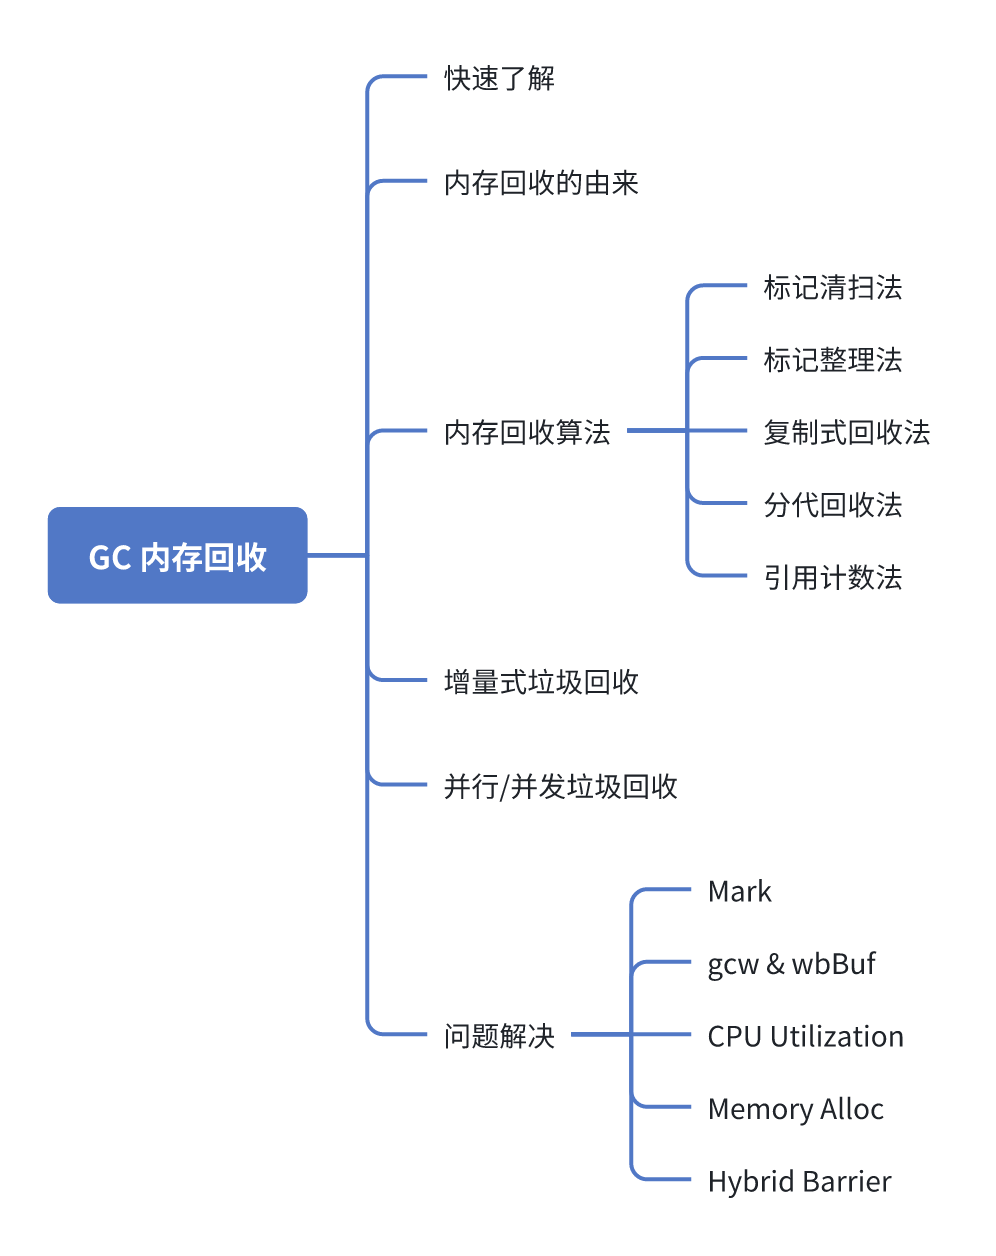 GC 内存回收
快速了解
内存回收的由来
内存回收算法
标记清扫法
标记整理法
复制式回收法
分代回收法
引用计数法
增量式垃圾回收
并行/并发垃圾回收
问题解决
Mark
gcw & wbBuf
CPU Utilization
Memory Alloc
Hybrid Barrier